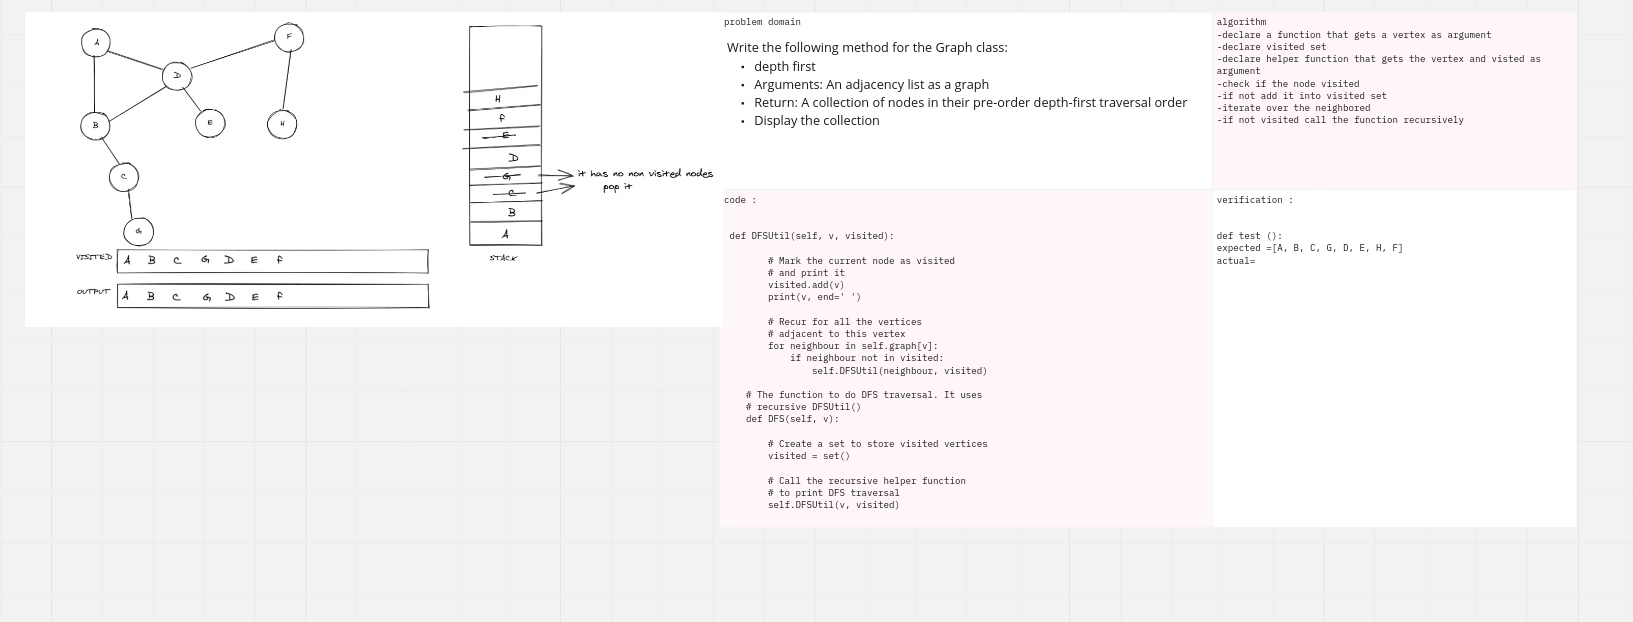 A
F
D
B
E
H
C
G
VISITED A B C G D E F
OUTPUT A B C G D E F
H
F
E
D
G
C
B
A
STACK
it has no non visited nodes
pop it
problem domain
Write the following method for the Graph class:
• depth first
• Arguments: An adjacency list as a graph
• Return: A collection of nodes in their pre-order depth-first traversal order
• Display the collection
algorithm
-declare a function that gets a vertex as argument
-declare visited set
-declare helper function that gets the vertex and visted as
argument
-check if the node visited
-if not add it into visited set
-iterate over the neighbored
-if not visited call the function recursively
code :
def DFSUtil(self, v, visited):
# Mark the current node as visited
# and print it
visited.add(v)
print(v, end=' ')
# Recur for all the vertices
# adjacent to this vertex
for neighbour in self.graph[v]:
if neighbour not in visited:
self.DFSUtil(neighbour, visited)
# The function to do DFS traversal. It uses
# recursive DFSUtil()
def DFS(self, v):
# Create a set to store visited vertices
visited = set()
# Call the recursive helper function
# to print DFS traversal
self.DFSUtil(v, visited)
verification :
def test ():
expected =[A, B, C, G, D, E, H, F]
actual=